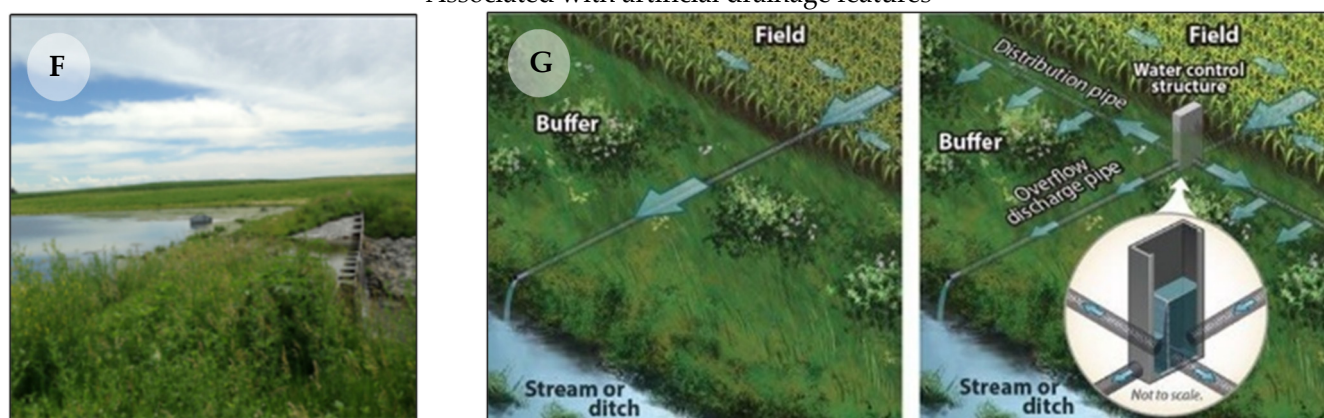 Associated with artificial drainage features
F
G
Field
Buffer
Stream or
ditch
Distribution pipe
Field
Water control
structure
Buffer
Overflow
discharge pipe
Stream or
ditch
Not to scale.